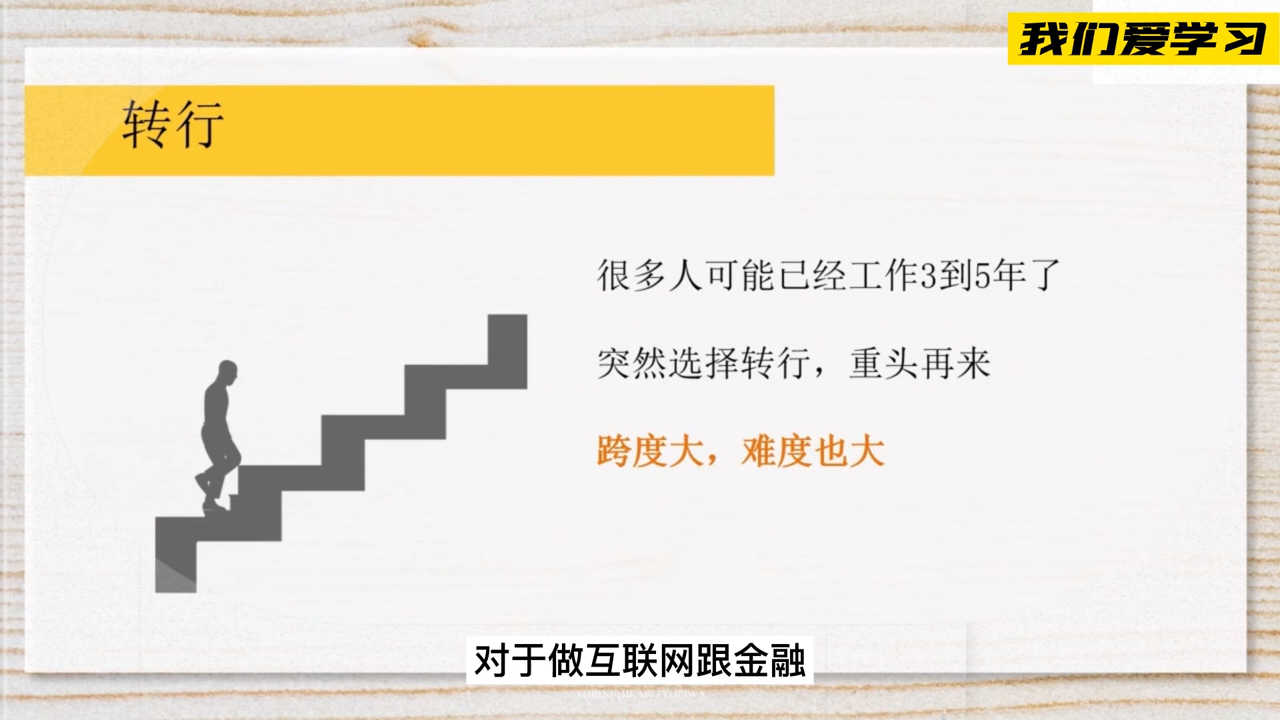 我们爱学习
转行
很多人可能已经工作3到5年了
突然选择转行，重头再来
跨度大，难度也大
对于做互联网跟金融